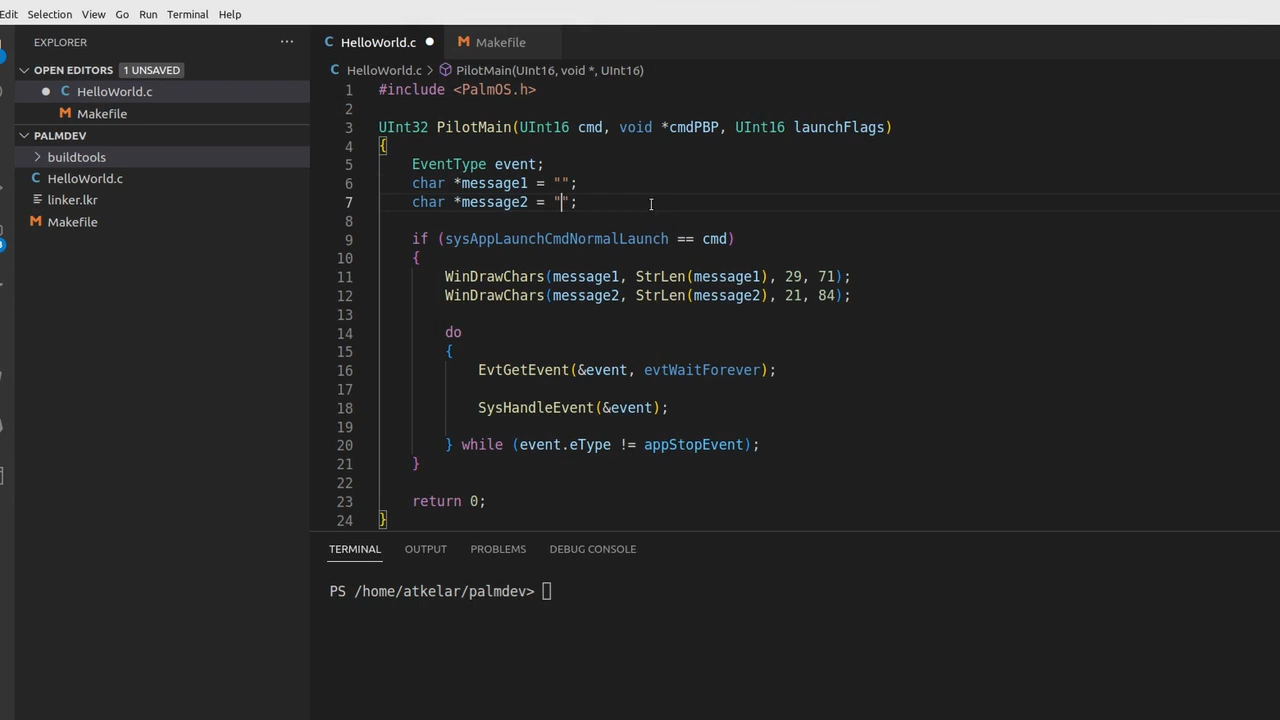 Edit Selection View Go Run Terminal Help
EXPLORER ...
OPEN EDITORS 1 UNSAVED
HelloWorld.c
Makefile
PALMDEV
buildtools
HelloWorld.c
linker.lkr
Makefile
C HelloWorld.c M Makefile
C HelloWorld.c > PilotMain(UInt16, void *, UInt16)
1 #include <PalmOS.h>
2
3 UInt32 PilotMain(UInt16 cmd, void *cmdPBP, UInt16 launchFlags)
4 {
5 EventType event;
6 char *message1 = "";
7 char *message2 = "";
8
9 if (sysAppLaunchCmdNormalLaunch == cmd)
10 {
11 WinDrawChars(message1, StrLen(message1), 29, 71);
12 WinDrawChars(message2, StrLen(message2), 21, 84);
13
14 do
15 {
16 EvtGetEvent(&event, evtWaitForever);
17
18 SysHandleEvent(&event);
19
20 } while (event.eType != appStopEvent);
21 }
22
23 return 0;
24 }
TERMINAL OUTPUT PROBLEMS DEBUG CONSOLE
PS /home/atkelar/palmdev>